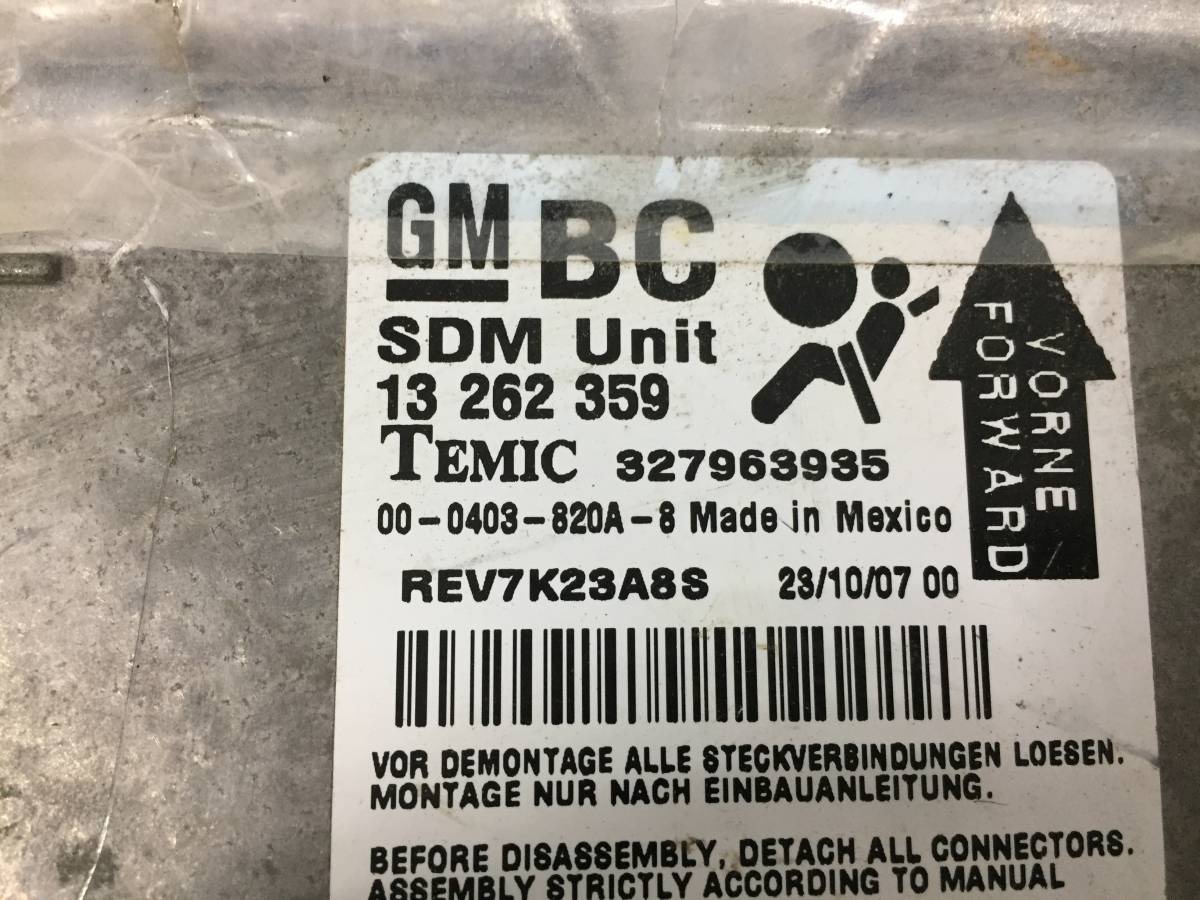 GM BC
SDM Unit
13 262 359
TEMIC 327963935
00-0403-820A-8 Made in Mexico
REV7K23A8S 23/10/07 00
VORNE
FORWARD
VOR DEMONTAGE ALLE STECKVERBINDUNGEN LOESEN.
MONTAGE NUR NACH EINBAUANLEITUNG.
BEFORE DISASSEMBLY, DETACH ALL CONNECTORS.
ASSEMBLY STRICTLY ACCORDING TO MANUAL